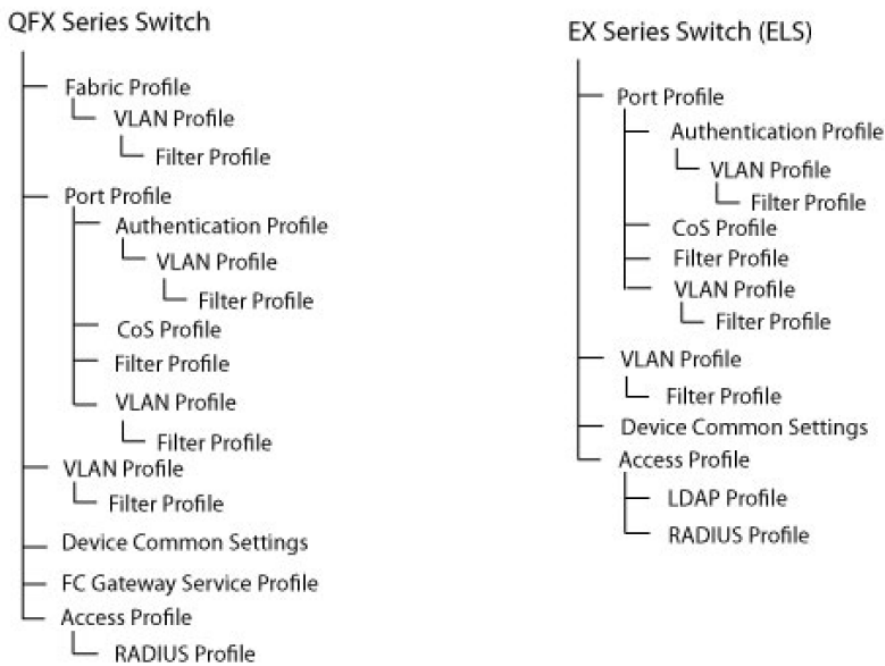 QFX Series Switch
Fabric Profile
VLAN Profile
Filter Profile
Port Profile
Authentication Profile
VLAN Profile
Filter Profile
CoS Profile
Filter Profile
VLAN Profile
Filter Profile
VLAN Profile
Filter Profile
Device Common Settings
FC Gateway Service Profile
Access Profile
RADIUS Profile
EX Series Switch (ELS)
Port Profile
Authentication Profile
VLAN Profile
Filter Profile
CoS Profile
Filter Profile
VLAN Profile
Filter Profile
VLAN Profile
Filter Profile
Device Common Settings
Access Profile
LDAP Profile
RADIUS Profile